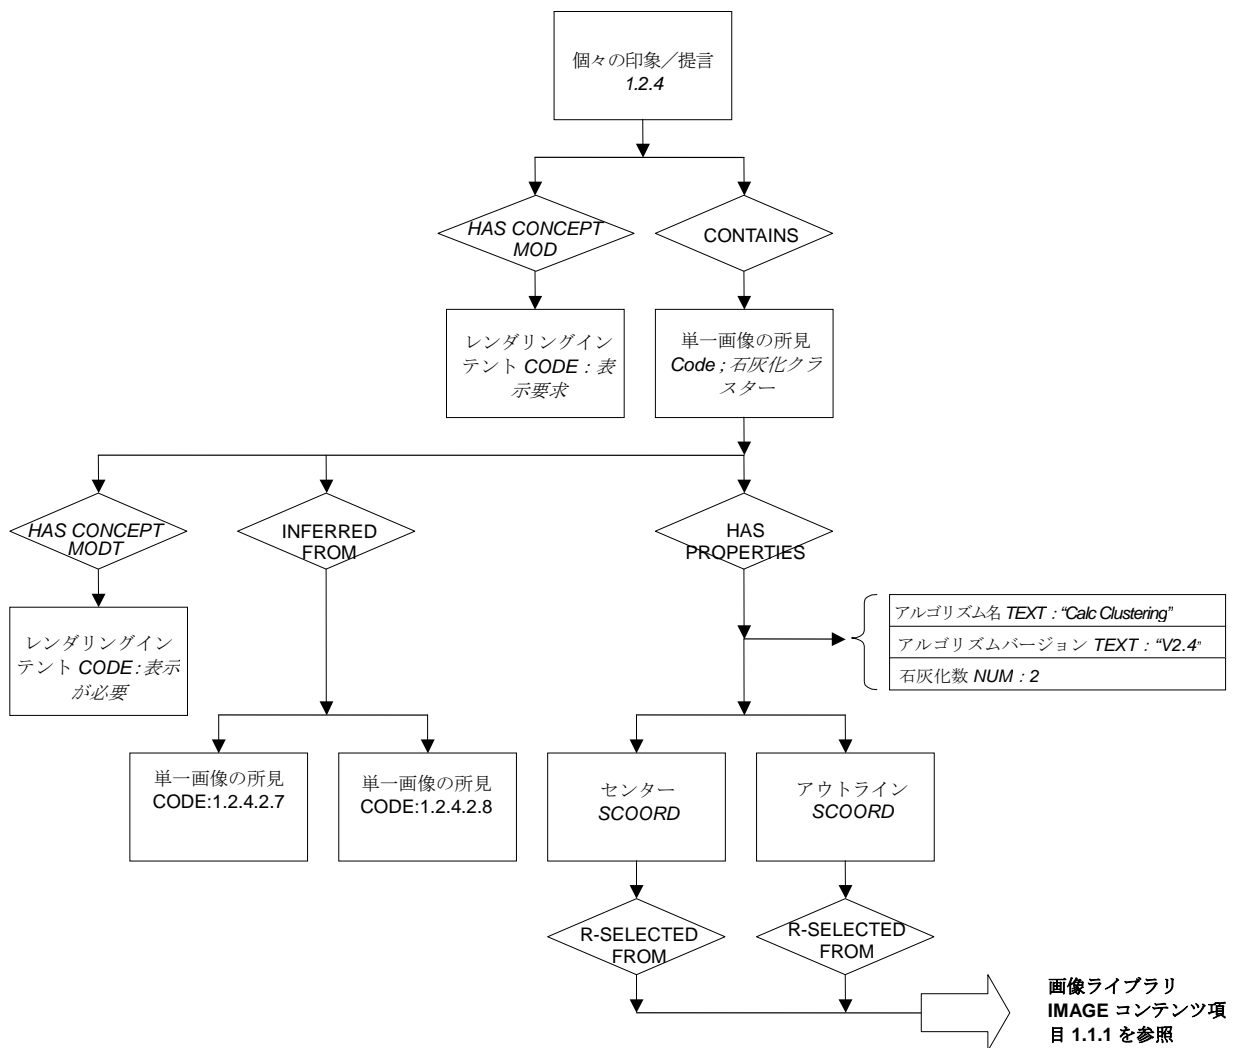 個々の印象／提言
1.2.4
HAS CONCEPT
MOD
CONTAINS
レンダリングイン
テント CODE：表
示要求
単一画像の所見
Code ; 石灰化クラ
スター
HAS CONCEPT
MODT
INFERRED
FROM
HAS
PROPERTIES
アルゴリズム名 TEXT：“Calc Clustering”
アルゴリズムバージョン TEXT：“V2.4”
石灰化数 NUM：2
レンダリングイン
テント CODE：表示
が必要
単一画像の所見
CODE:1.2.4.2.7
単一画像の所見
CODE:1.2.4.2.8
センター
SCOORD
アウトライン
SCOORD
R-SELECTED
FROM
R-SELECTED
FROM
画像ライブラリ
IMAGE コンテンツ項
目 1.1.1 を参照